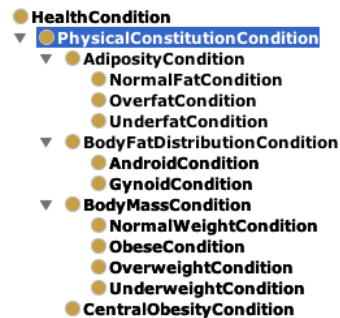 HealthCondition
PhysicalConstitutionCondition
AdiposityCondition
NormalFatCondition
OverfatCondition
UnderfatCondition
BodyFatDistributionCondition
AndroidCondition
GynoidCondition
BodyMassCondition
NormalWeightCondition
ObeseCondition
OverweightCondition
UnderweightCondition
CentralObesityCondition